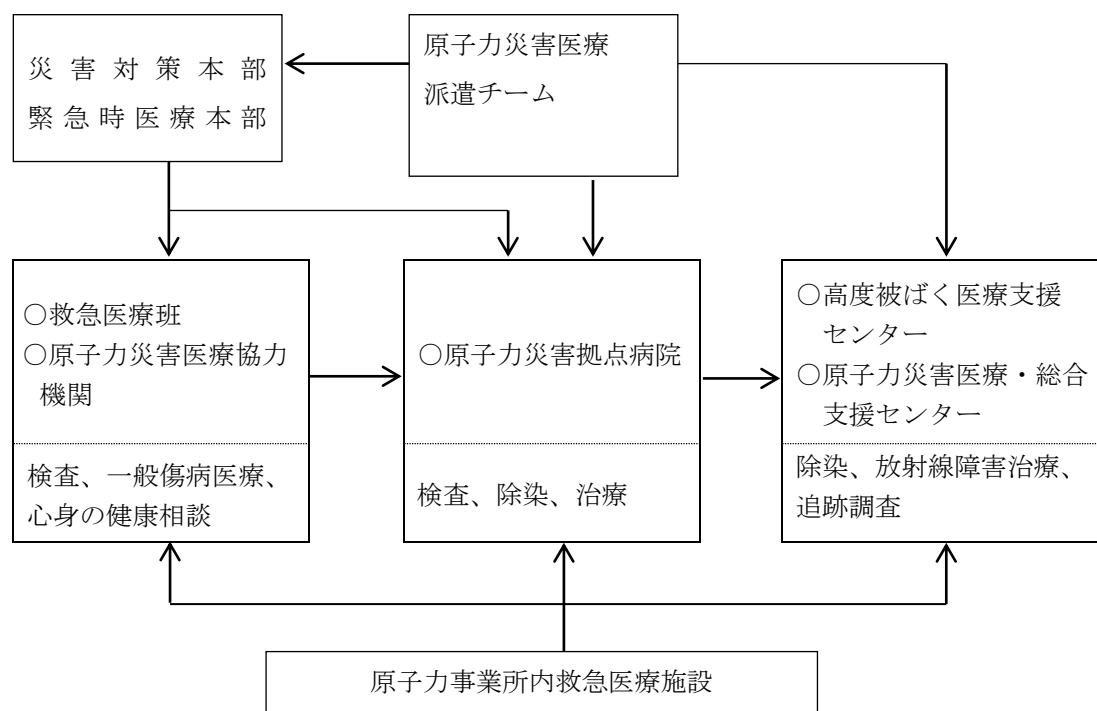 災害対策本部
緊急時医療本部
原子力災害医療
派遣チーム
○救急医療班
○原子力災害医療協力
機関
検査、一般傷病医療、
心身の健康相談
○原子力災害拠点病院
検査、除染、治療
○高度被ばく医療支援
センター
○原子力災害医療・総合
支援センター
除染、放射線障害治療、
追跡調査
原子力事業所内救急医療施設